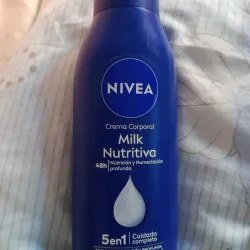 NIVEA
Crema Corporal
Milk
Nutritiva
48h Nutrición y Humectación
profunda
5en1 Cuidado
completo